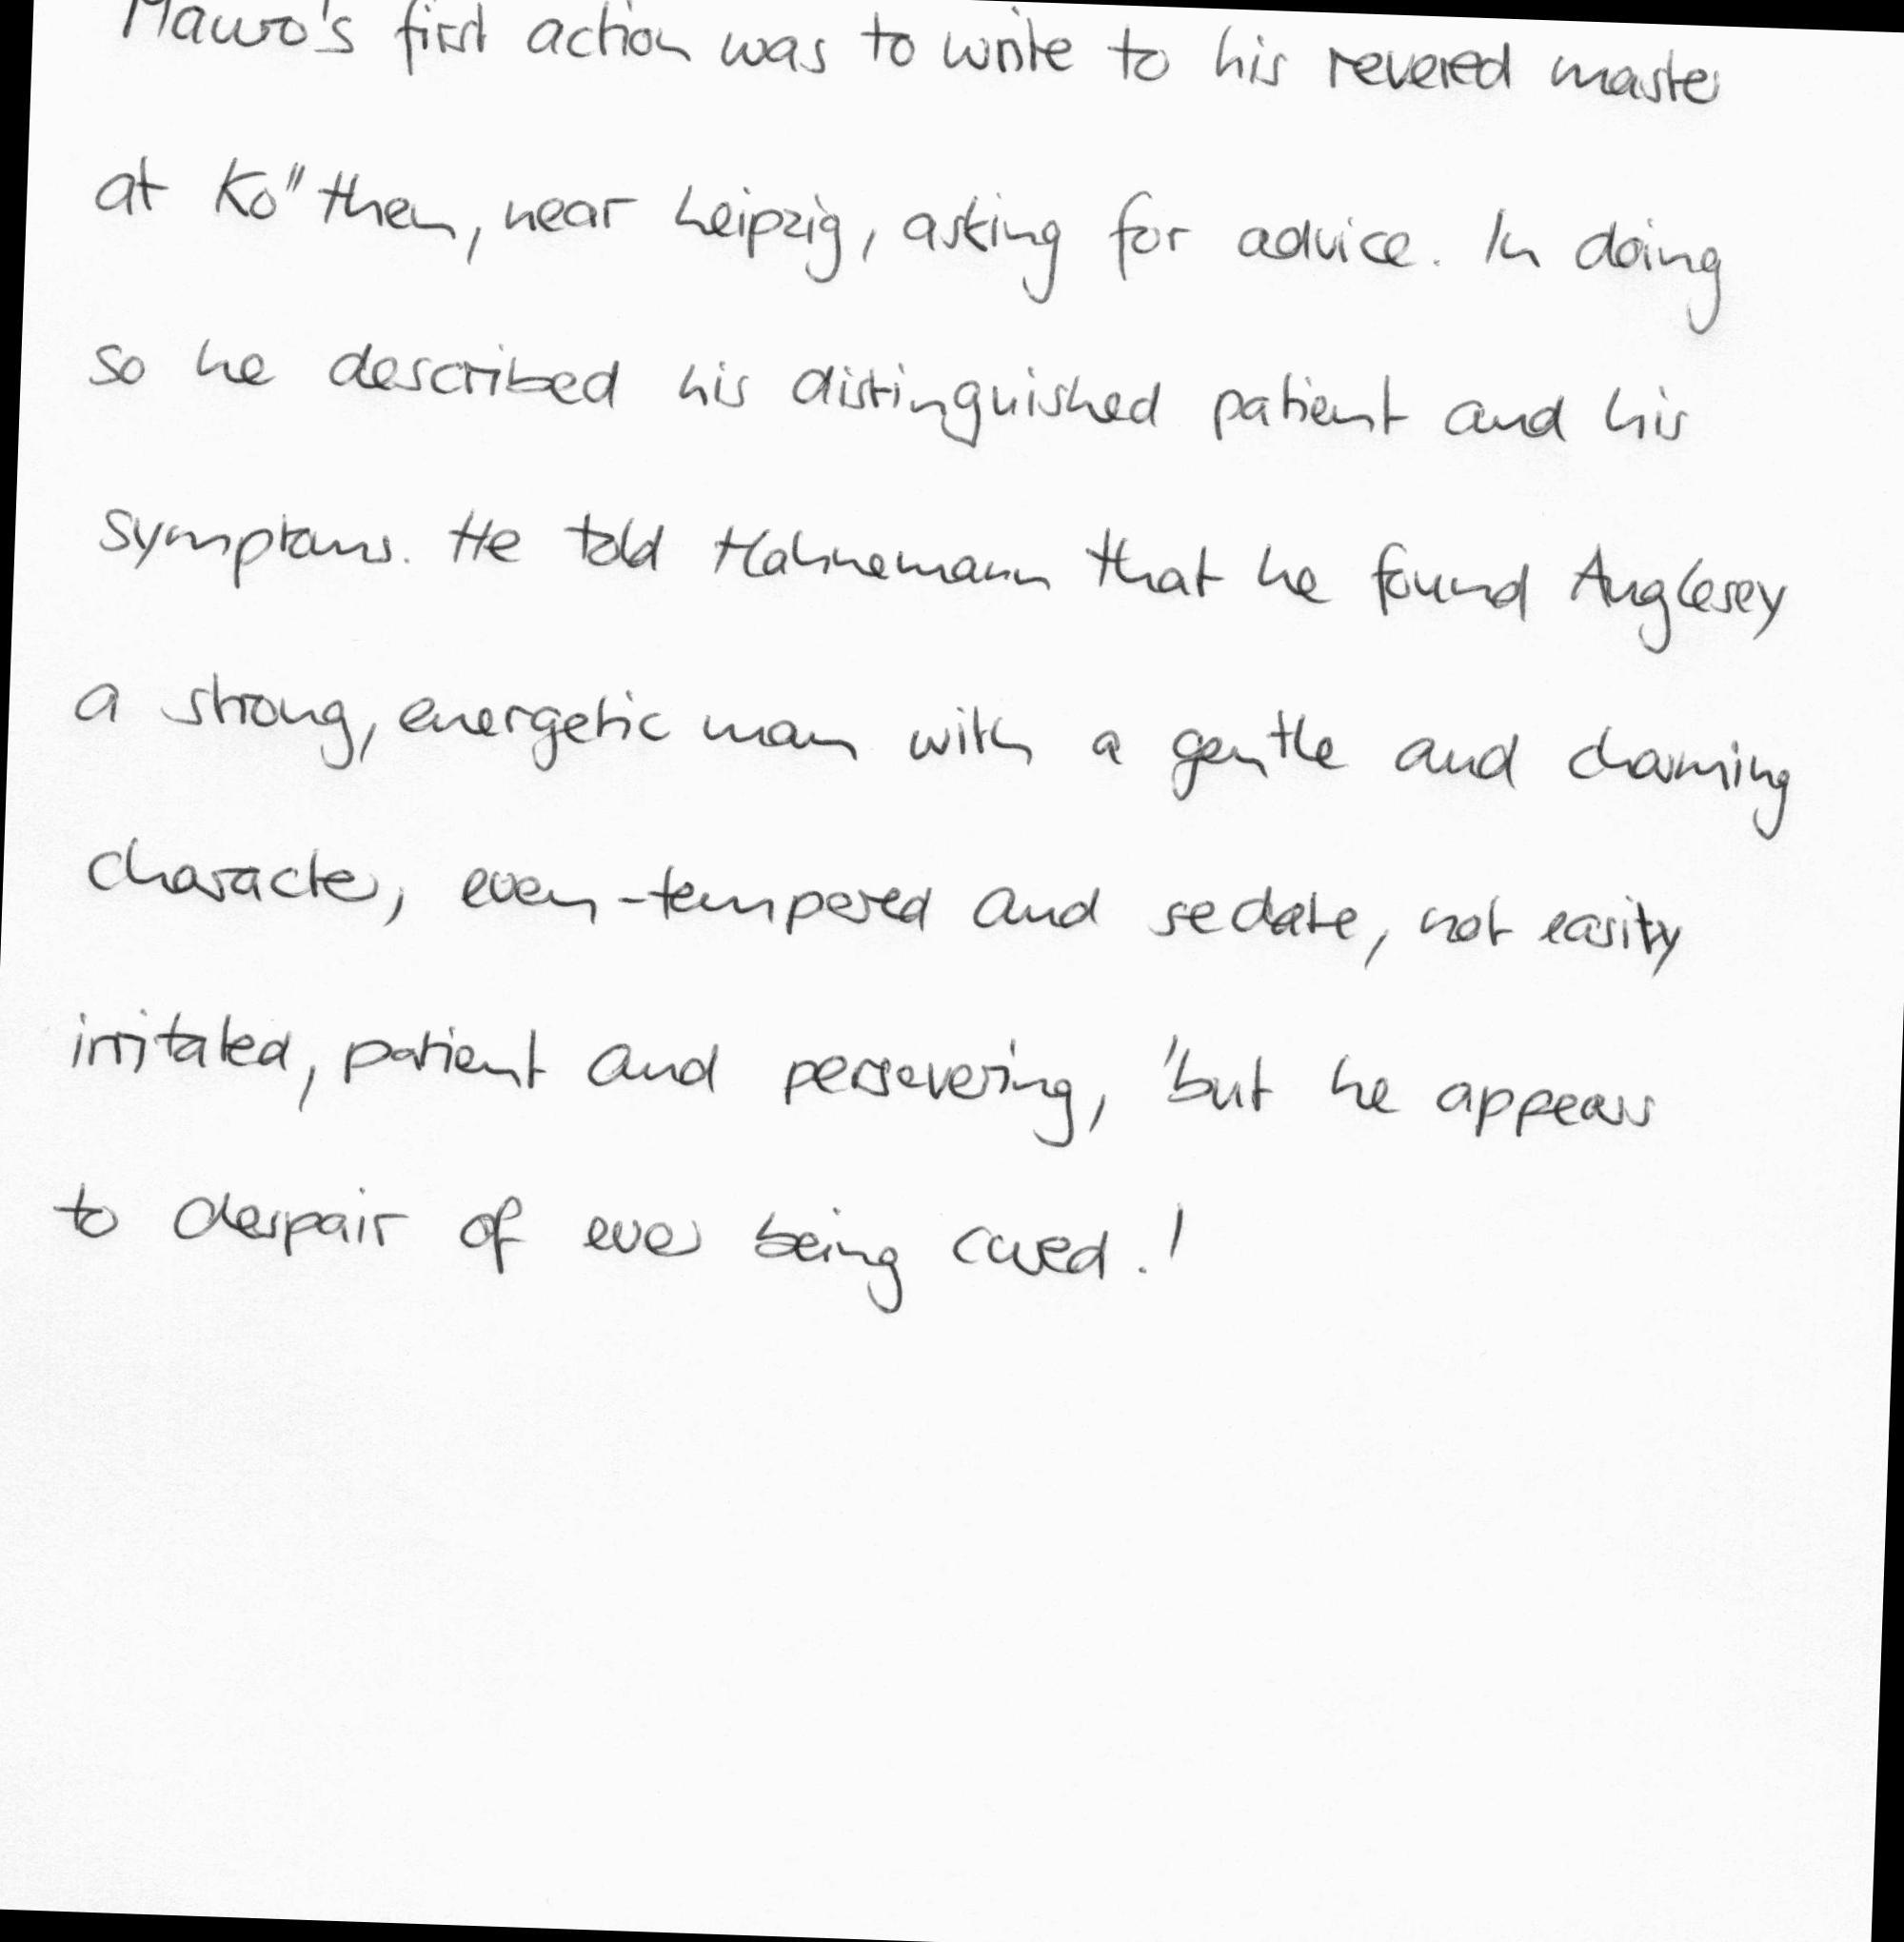 Mauro's first action was to write to his revered master
at Ko"then, near Leipzig, asking for advice. In doing
so he described his distinguished patient and his
symptoms. He told Hahnemann that he found Anglesey
a strong, energetic man with a gentle and charming
character, even-tempered and sedate, not easity
irritated, patient and persevering, 'but he appears
to despair of ever being cured.'